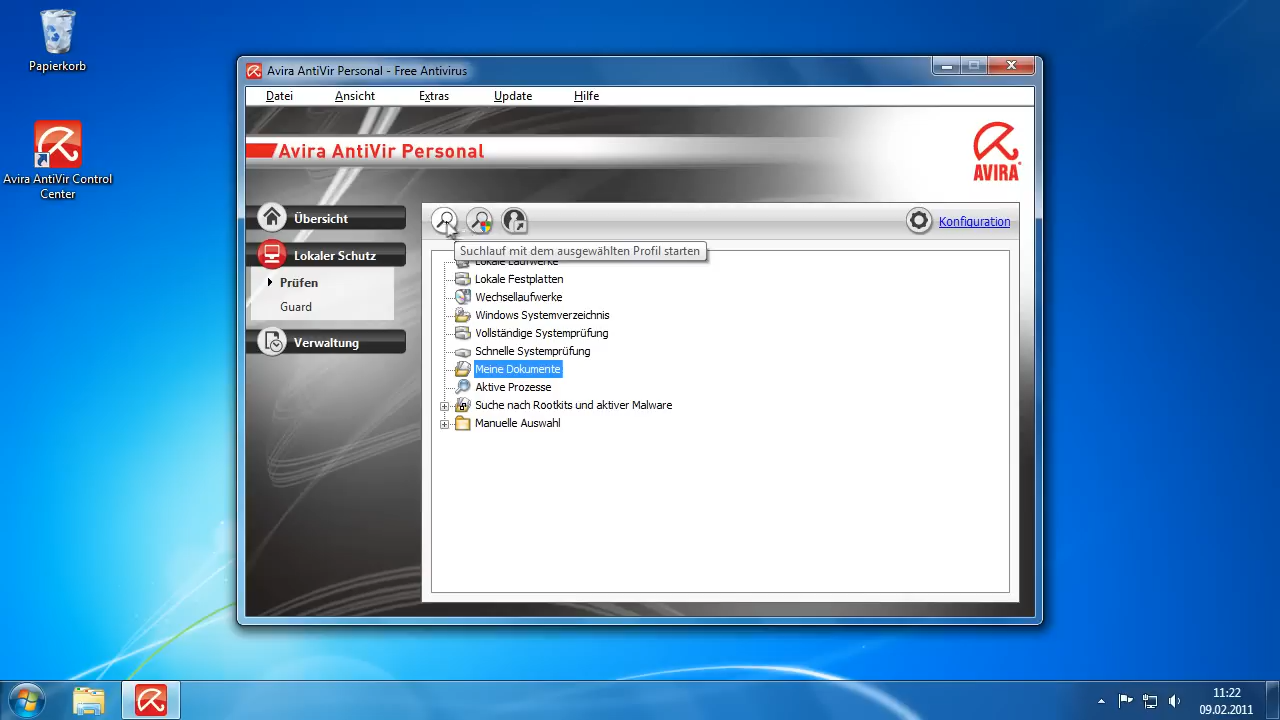 Papierkorb
Avira AntiVir Control
Center
Avira AntiVir Personal - Free Antivirus
Datei Ansicht Extras Update Hilfe
Avira AntiVir Personal
AVIRA
Übersicht
Lokaler Schutz
Prüfen
Guard
Verwaltung
Konfiguration
Suchlauf mit dem ausgewählten Profil starten
Lokale Laufwerke
Lokale Festplatten
Wechsellaufwerke
Windows Systemverzeichnis
Vollständige Systemprüfung
Schnelle Systemprüfung
Meine Dokumente
Aktive Prozesse
Suche nach Rootkits und aktiver Malware
Manuelle Auswahl
11:22
09.02.2011